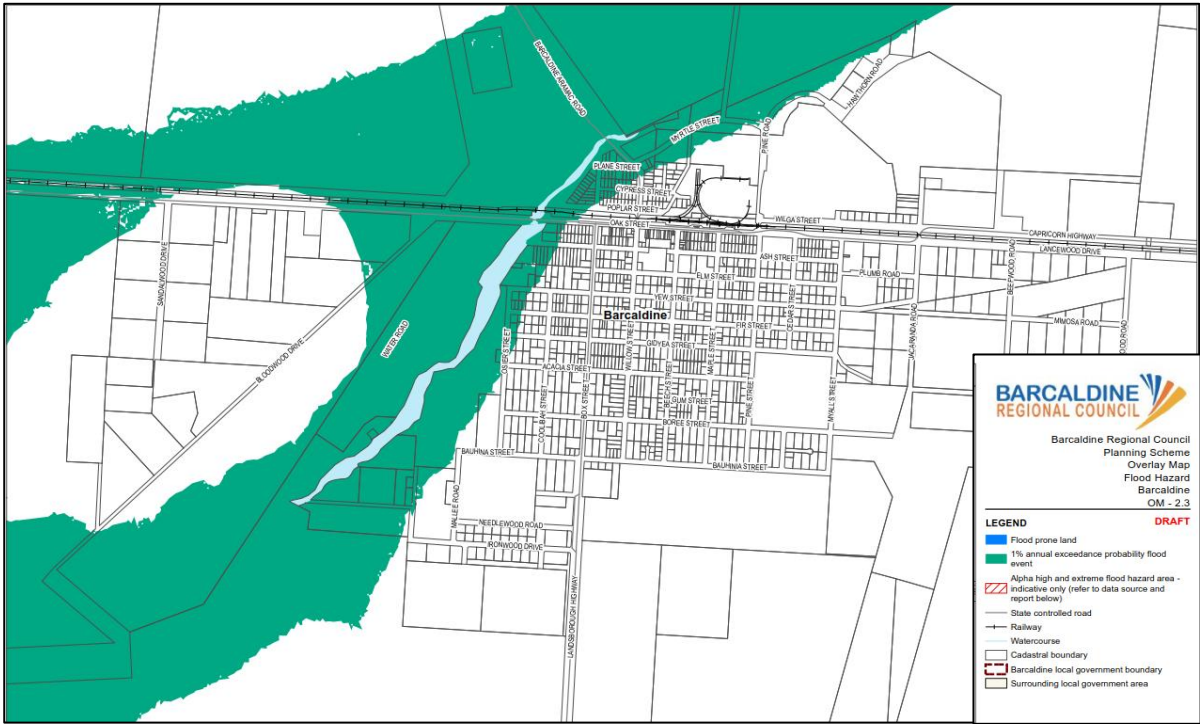 BARCALDINE ARAMAC ROAD
HAWTHORN ROAD
MYRTLE STREET
PINE ROAD
PLANE STREET
CYPRESS STREET
POPLAR STREET
OAK STREET
WILGA STREET
CAPRICORN HIGHWAY
LANCEWOOD DRIVE
SANDALWOOD DRIVE
ASH STREET
ELM STREET
PLUMB ROAD
BEEFWOOD ROAD
YEW STREET
CEDAR STREET
Barcaldine
FIR STREET
MIMOSA ROAD
JACARANDA ROAD
OOD ROAD
WATER ROAD
BLOODWOOD DRIVE
OSIER STREET
WILLOW STREET
GIDYEA STREET
MAPLE STREET
ACACIA STREET
BEECH STREET
COOLIBAH STREET
BOX STREET
GUM STREET
PINE STREET
MYALL STREET
BOREE STREET
BAUHINA STREET
BAUHINIA STREET
MALLEE ROAD
NEEDLEWOOD ROAD
IRONWOOD DRIVE
LANDSBOROUGH HIGHWAY
BARCALDINE
REGIONAL COUNCIL
Barcaldine Regional Council
Planning Scheme
Overlay Map
Flood Hazard
Barcaldine
OM - 2.3
DRAFT
LEGEND
Flood prone land
1% annual exceedance probability flood
event
Alpha high and extreme flood hazard area -
indicative only (refer to data source and
report below)
State controlled road
Railway
Watercourse
Cadastral boundary
Barcaldine local government boundary
Surrounding local government area